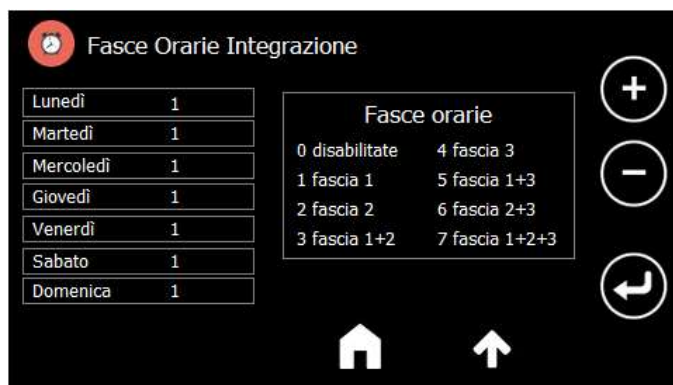 Fasce Orarie Integrazione
Lunedì 1
Martedì 1
Mercoledì 1
Giovedì 1
Venerdì 1
Sabato 1
Domenica 1
Fasce orarie
0 disabilitate 4 fascia 3
1 fascia 1 5 fascia 1+3
2 fascia 2 6 fascia 2+3
3 fascia 1+2 7 fascia 1+2+3